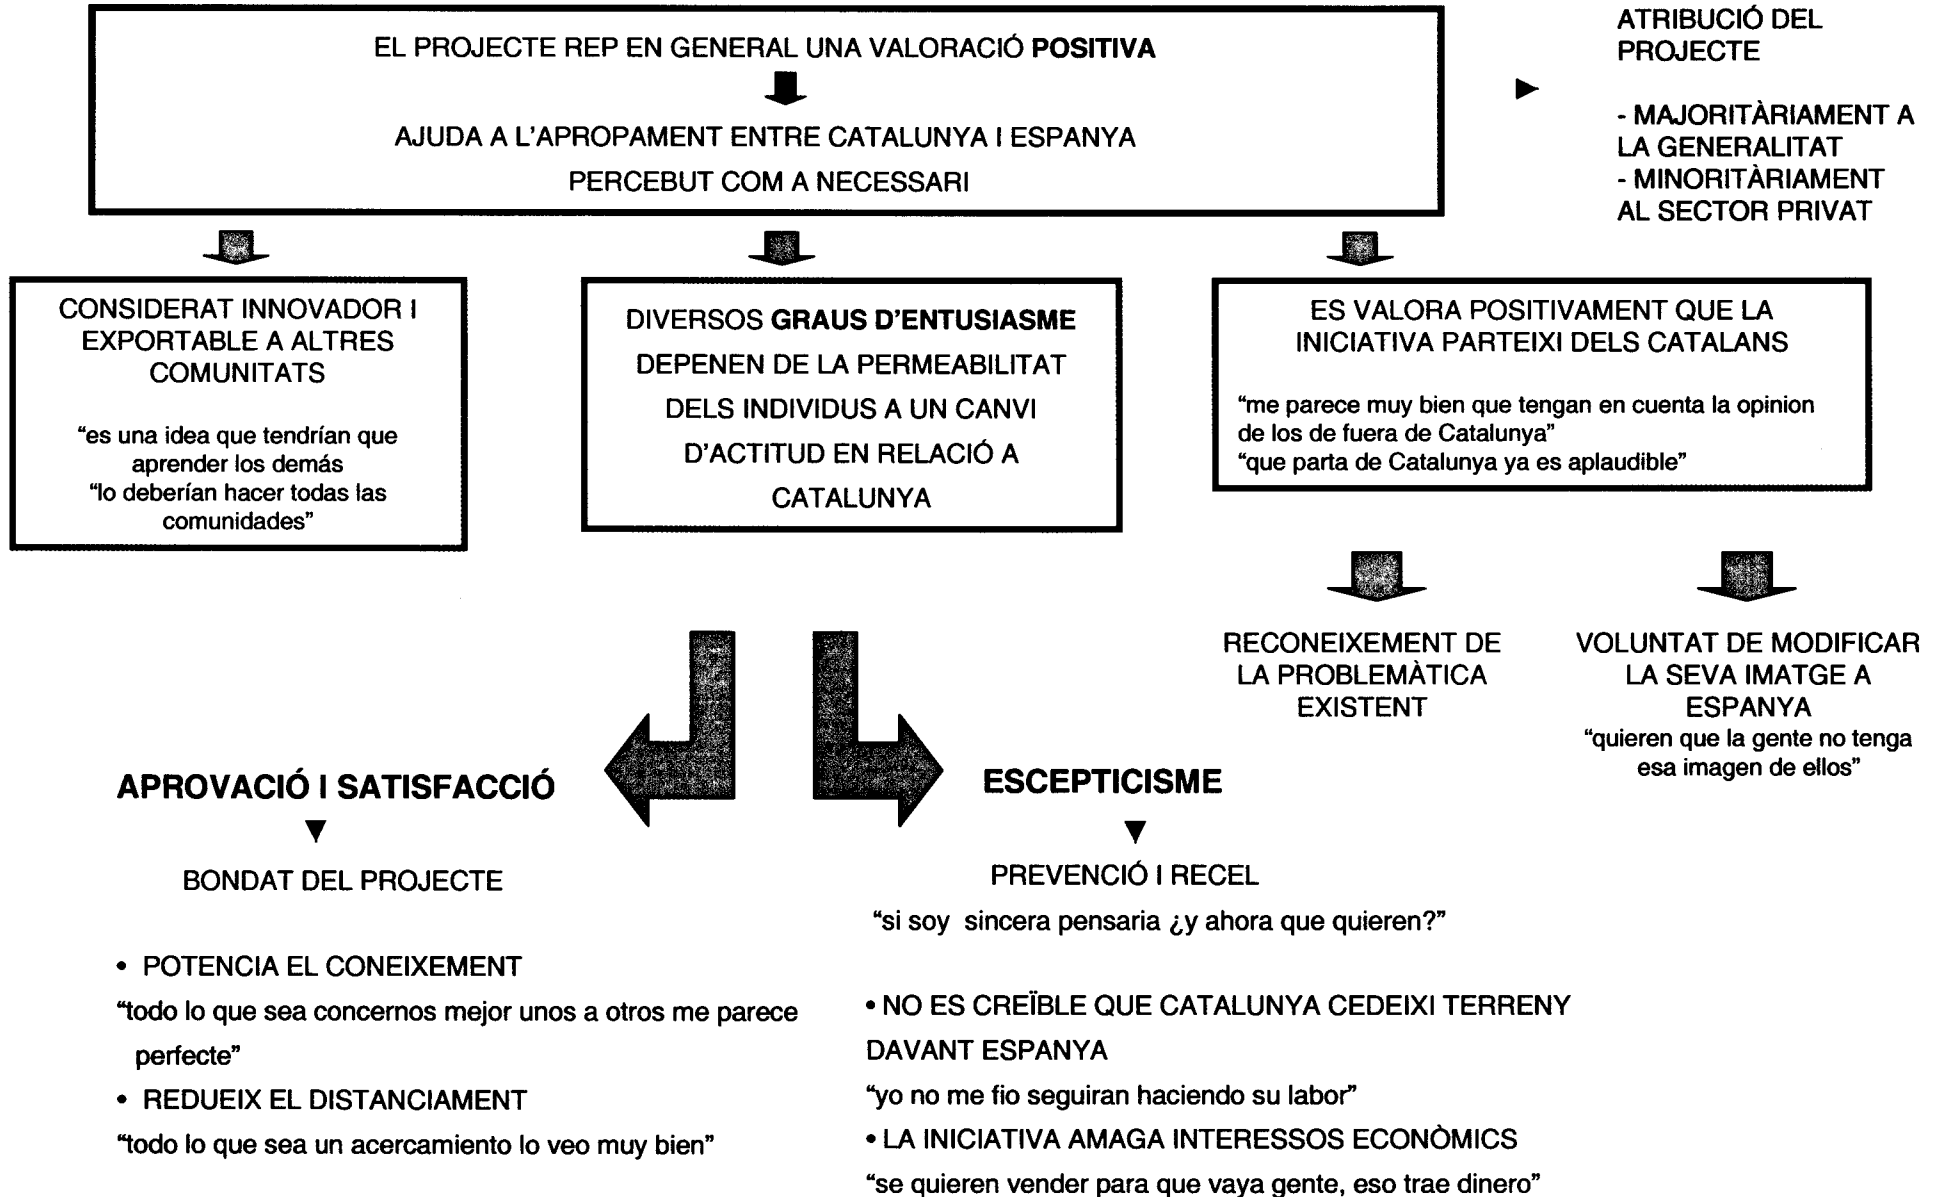 EL PROJECTE REP EN GENERAL UNA VALORACIÓ POSITIVA
AJUDA A L'APROPAMENT ENTRE CATALUNYA I ESPANYA
PERCEBUT COM A NECESSARI
ATRIBUCIÓ DEL
PROJECTE
- MAJORITÀRIAMENT A
LA GENERALITAT
- MINORITÀRIAMENT
AL SECTOR PRIVAT
CONSIDERAT INNOVADOR I
EXPORTABLE A ALTRES
COMUNITATS
“es una idea que tendrían que
aprender los demás
“lo deberían hacer todas las
comunidades”
DIVERSOS GRAUS D'ENTUSIASME
DEPENEN DE LA PERMEABILITAT
DELS INDIVIDUS A UN CANVI
D'ACTITUD EN RELACIÓ A
CATALUNYA
ES VALORA POSITIVAMENT QUE LA
INICIATIVA PARTEIXI DELS CATALANS
“me parece muy bien que tengan en cuenta la opinion
de los de fuera de Catalunya”
“que parta de Catalunya ya es aplaudible”
RECONEIXEMENT DE
LA PROBLEMÀTICA
EXISTENT
VOLUNTAT DE MODIFICAR
LA SEVA IMATGE A
ESPANYA
“quieren que la gente no tenga
esa imagen de ellos”
APROVACIÓ I SATISFACCIÓ
BONDAT DEL PROJECTE
• POTENCIA EL CONEIXEMENT
“todo lo que sea concernos mejor unos a otros me parece
perfecte”
• REDUEIX EL DISTANCIAMENT
“todo lo que sea un acercamiento lo veo muy bien”
ESCEPTICISME
PREVENCIÓ I RECEL
“si soy sincera pensaria ¿y ahora que quieren?”
• NO ES CREÏBLE QUE CATALUNYA CEDEIXI TERRENY
DAVANT ESPANYA
“yo no me fio seguiran haciendo su labor”
• LA INICIATIVA AMAGA INTERESSOS ECONÒMICS
“se quieren vender para que vaya gente, eso trae dinero”